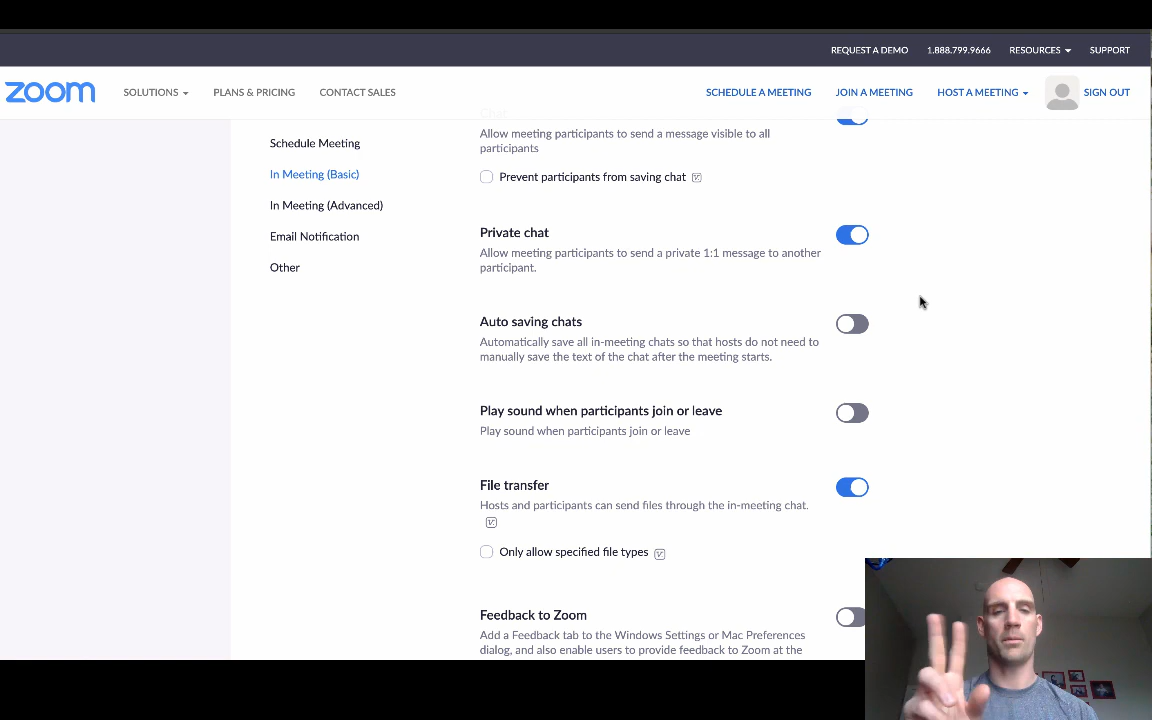 REQUEST A DEMO 1.888.799.9666 RESOURCES SUPPORT
zoom SOLUTIONS PLANS & PRICING CONTACT SALES SCHEDULE A MEETING JOIN A MEETING HOST A MEETING SIGN OUT
Schedule Meeting
In Meeting (Basic)
In Meeting (Advanced)
Email Notification
Other
Chat
Allow meeting participants to send a message visible to all
participants
Prevent participants from saving chat
Private chat
Allow meeting participants to send a private 1:1 message to another
participant.
Auto saving chats
Automatically save all in-meeting chats so that hosts do not need to
manually save the text of the chat after the meeting starts.
Play sound when participants join or leave
Play sound when participants join or leave
File transfer
Hosts and participants can send files through the in-meeting chat.
Only allow specified file types
Feedback to Zoom
Add a Feedback tab to the Windows Settings or Mac Preferences
dialog, and also enable users to provide feedback to Zoom at the